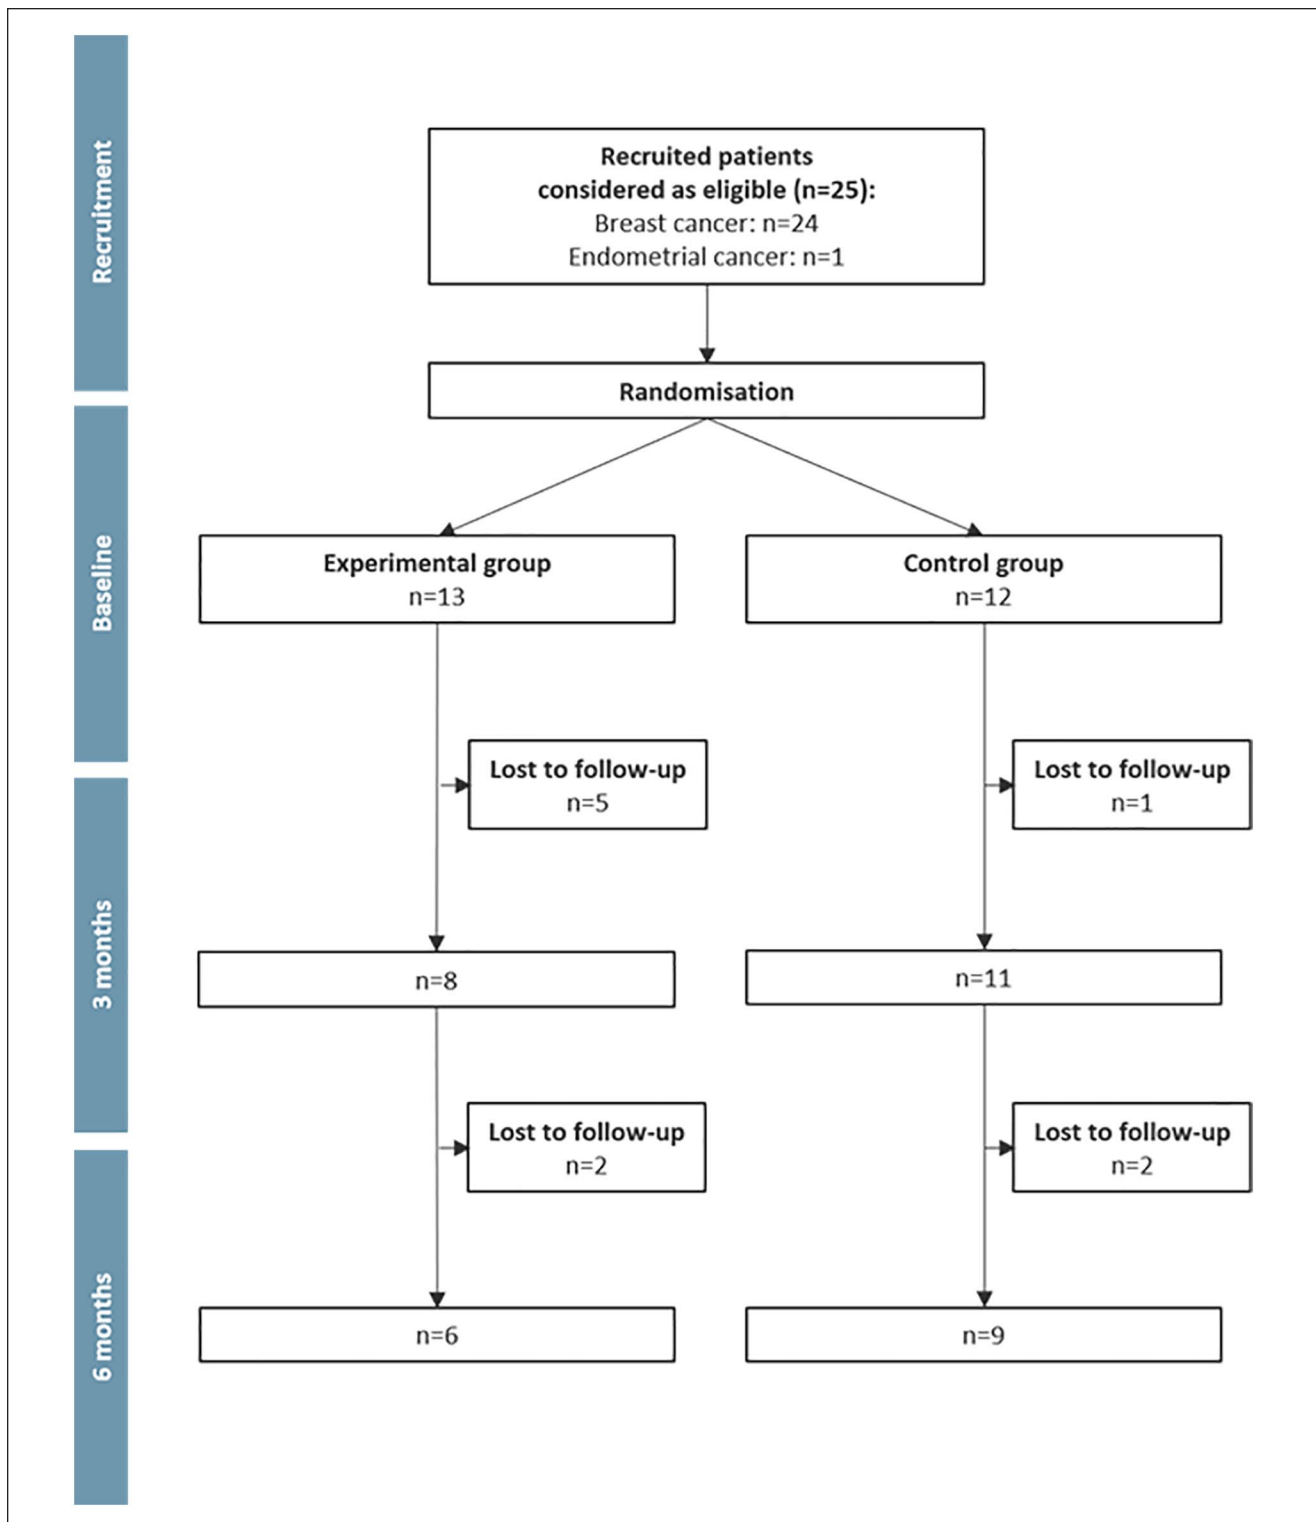 Recruitment
Recruited patients
considered as eligible (n=25):
Breast cancer: n=24
Endometrial cancer: n=1
Randomisation
Baseline
Experimental group
n=13
Control group
n=12
Lost to follow-up
n=5
Lost to follow-up
n=1
3 months
n=8
n=11
Lost to follow-up
n=2
Lost to follow-up
n=2
6 months
n=6
n=9